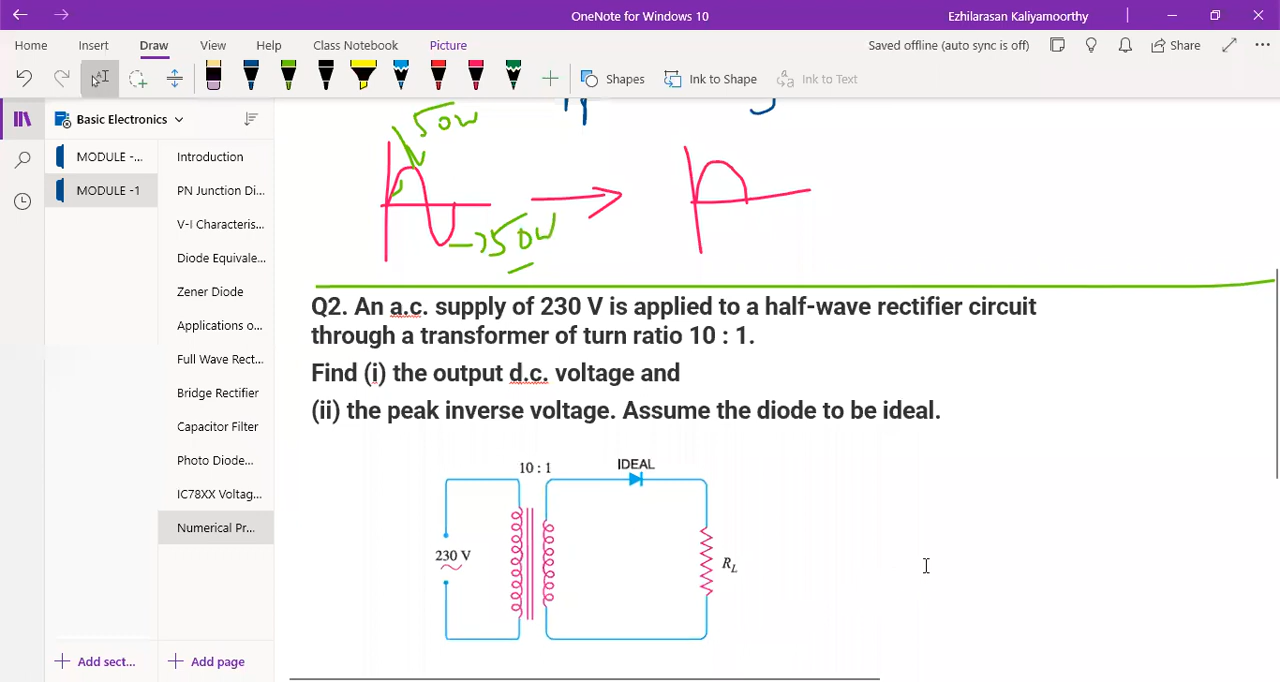 OneNote for Windows 10
Ezhilarasan Kaliyamoorthy
Home Insert Draw View Help Class Notebook Picture
Saved offline (auto sync is off)
Share
Shapes
Ink to Shape
Ink to Text
Basic Electronics
MODULE -...
MODULE -1
Introduction
PN Junction Di...
V-I Characteris...
Diode Equivale...
Zener Diode
Applications o...
Full Wave Rect...
Bridge Rectifier
Capacitor Filter
Photo Diode...
IC78XX Voltag...
Numerical Pr...
Add sect...
Add page
50W
Q2. An a.c. supply of 230 V is applied to a half-wave rectifier circuit
through a transformer of turn ratio 10 : 1.
Find (i) the output d.c. voltage and
(ii) the peak inverse voltage. Assume the diode to be ideal.
10 : 1
IDEAL
230 V
~
RL